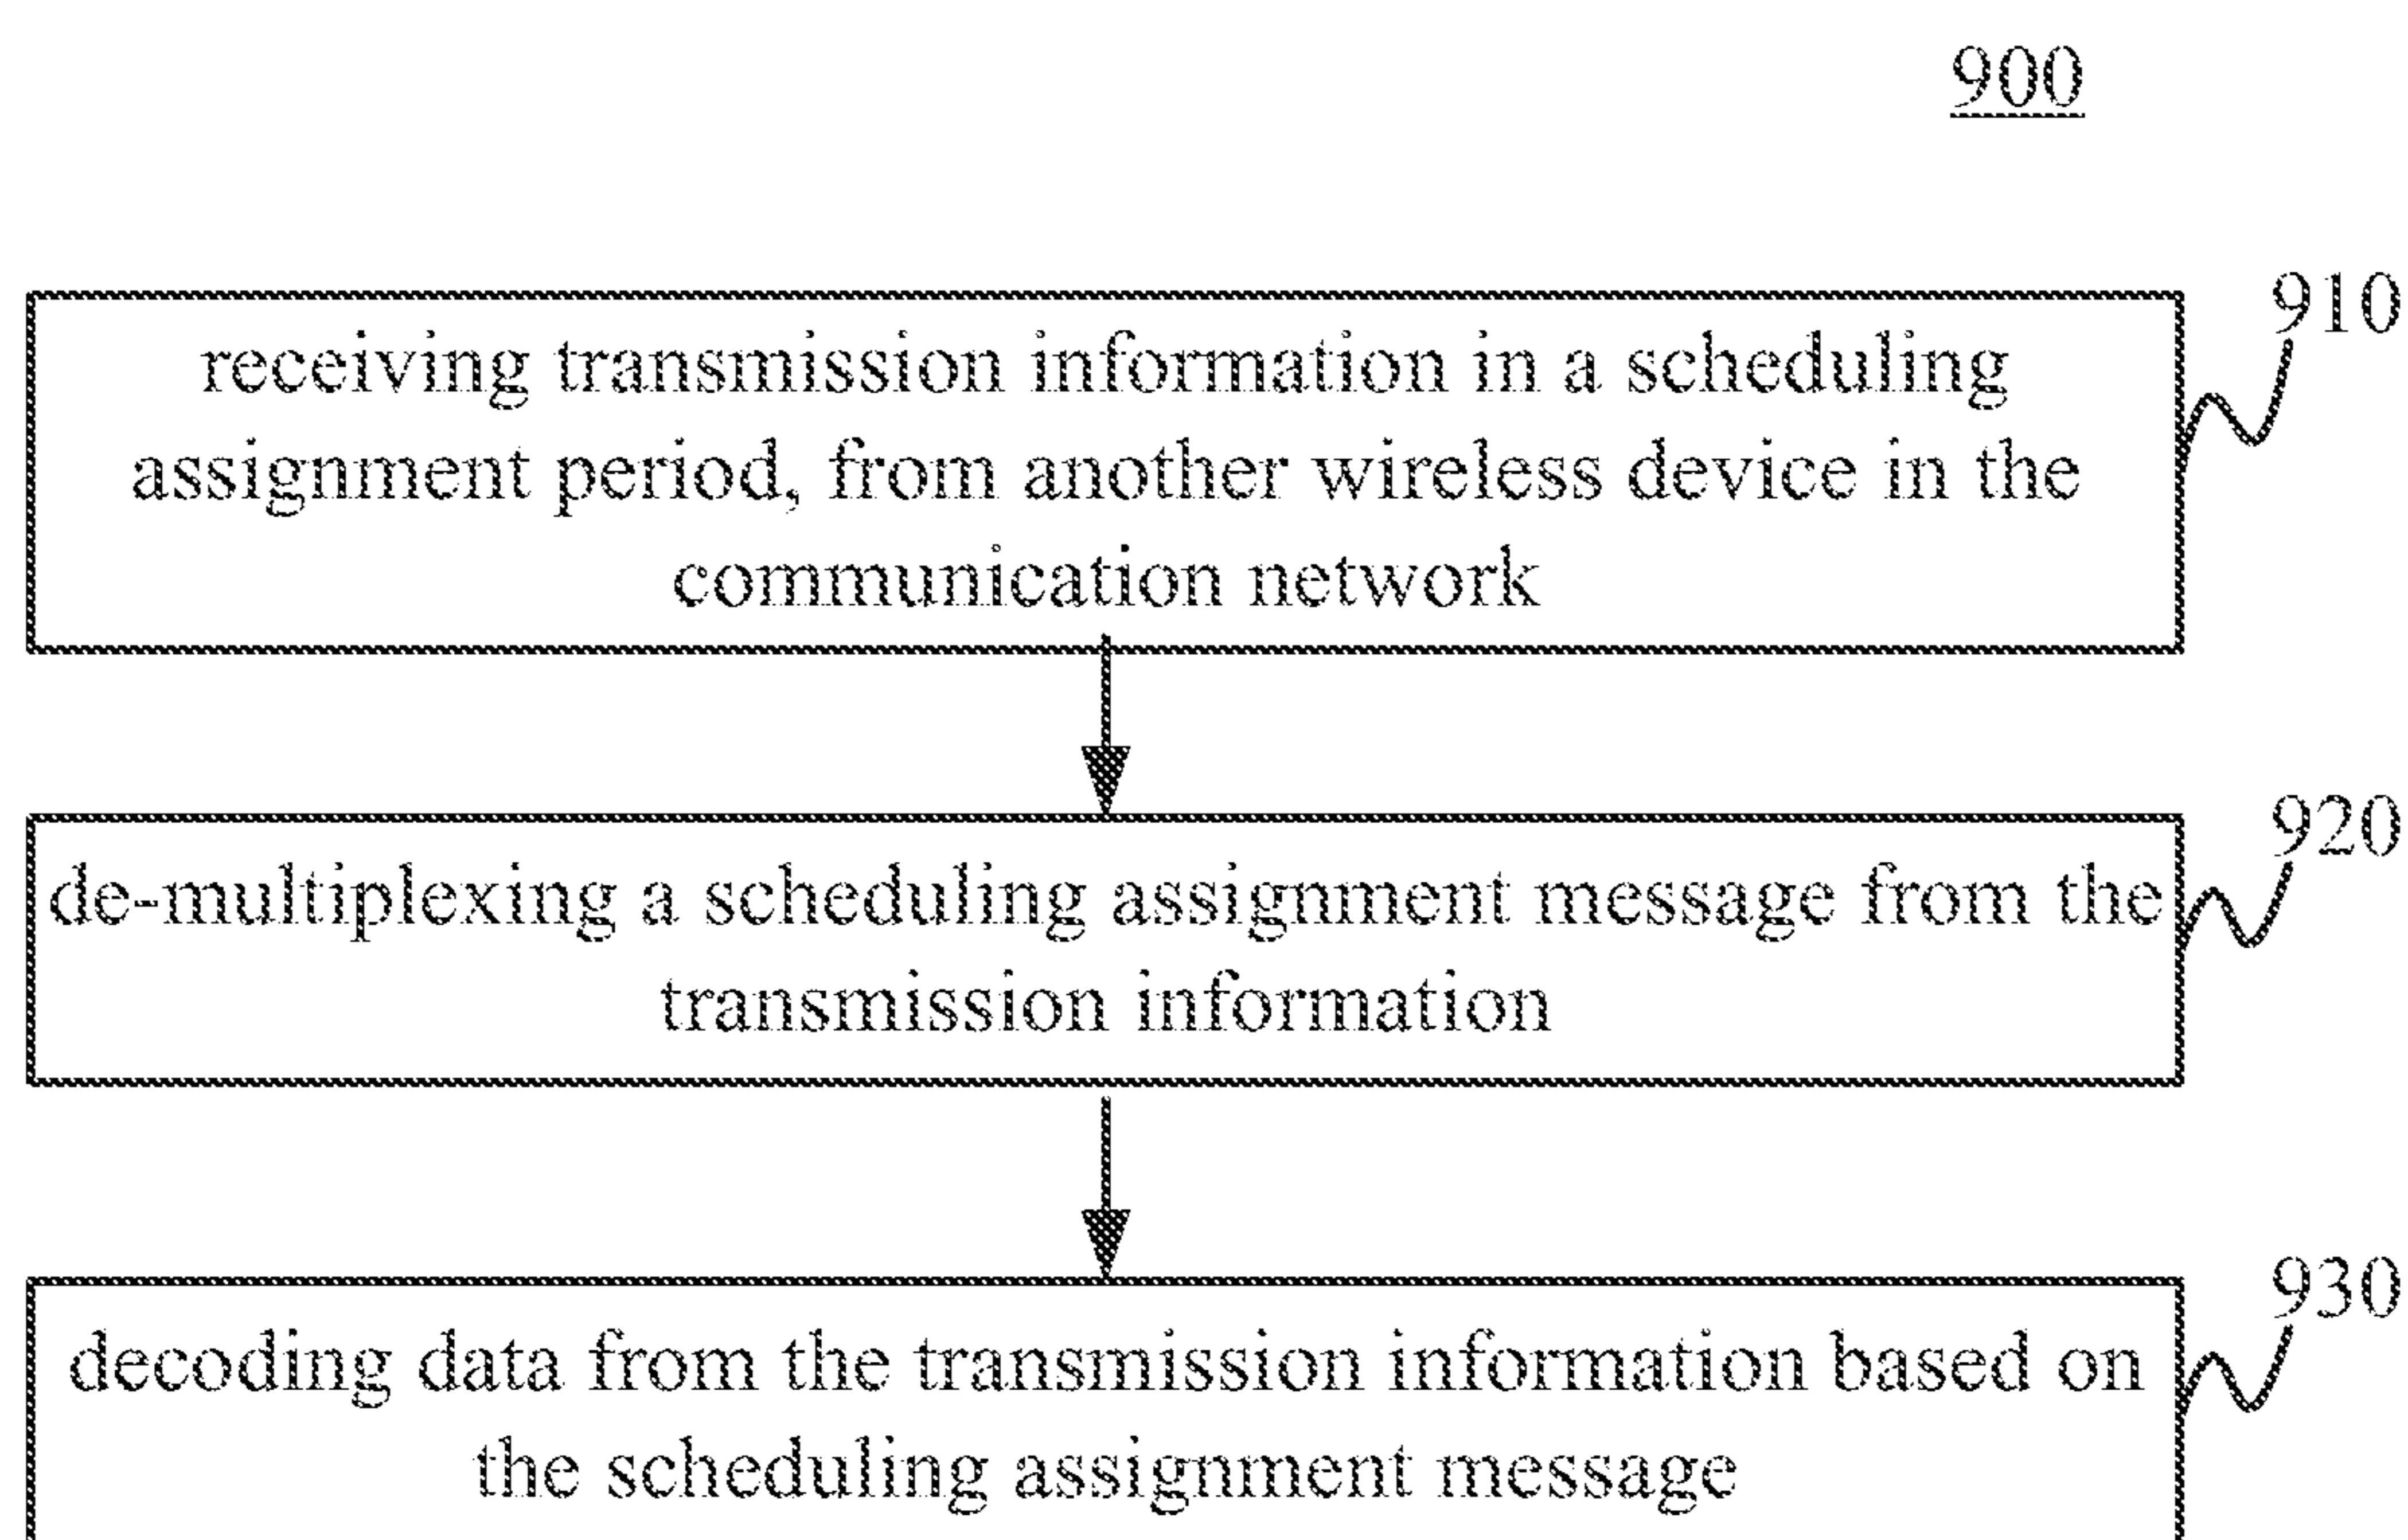 900
910
receiving transmission information in a scheduling
assignment period, from another wireless device in the
communication network
920
de-multiplexing a scheduling assignment message from the
transmission information
930
decoding data from the transmission information based on
the scheduling assignment message